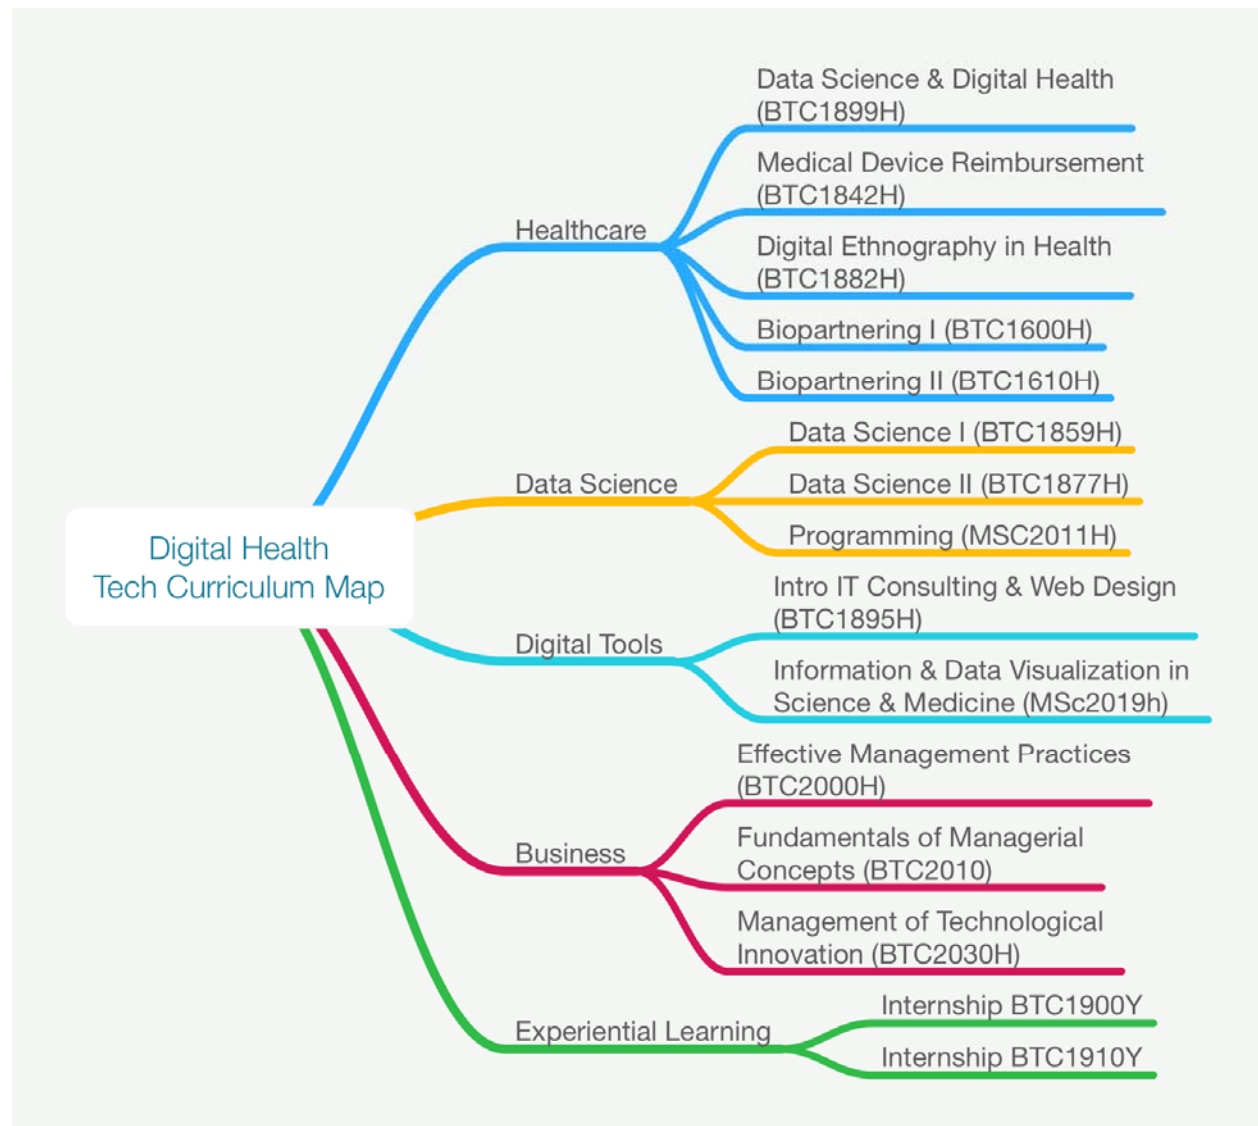 Digital Health
Tech Curriculum Map
Healthcare
Data Science & Digital Health
(BTC1899H)
Medical Device Reimbursement
(BTC1842H)
Digital Ethnography in Health
(BTC1882H)
Biopartnering I (BTC1600H)
Biopartnering II (BTC1610H)
Data Science
Data Science I (BTC1859H)
Data Science II (BTC1877H)
Programming (MSC2011H)
Digital Tools
Intro IT Consulting & Web Design
(BTC1895H)
Information & Data Visualization in
Science & Medicine (MSc2019h)
Business
Effective Management Practices
(BTC2000H)
Fundamentals of Managerial
Concepts (BTC2010)
Management of Technological
Innovation (BTC2030H)
Experiential Learning
Internship BTC1900Y
Internship BTC1910Y